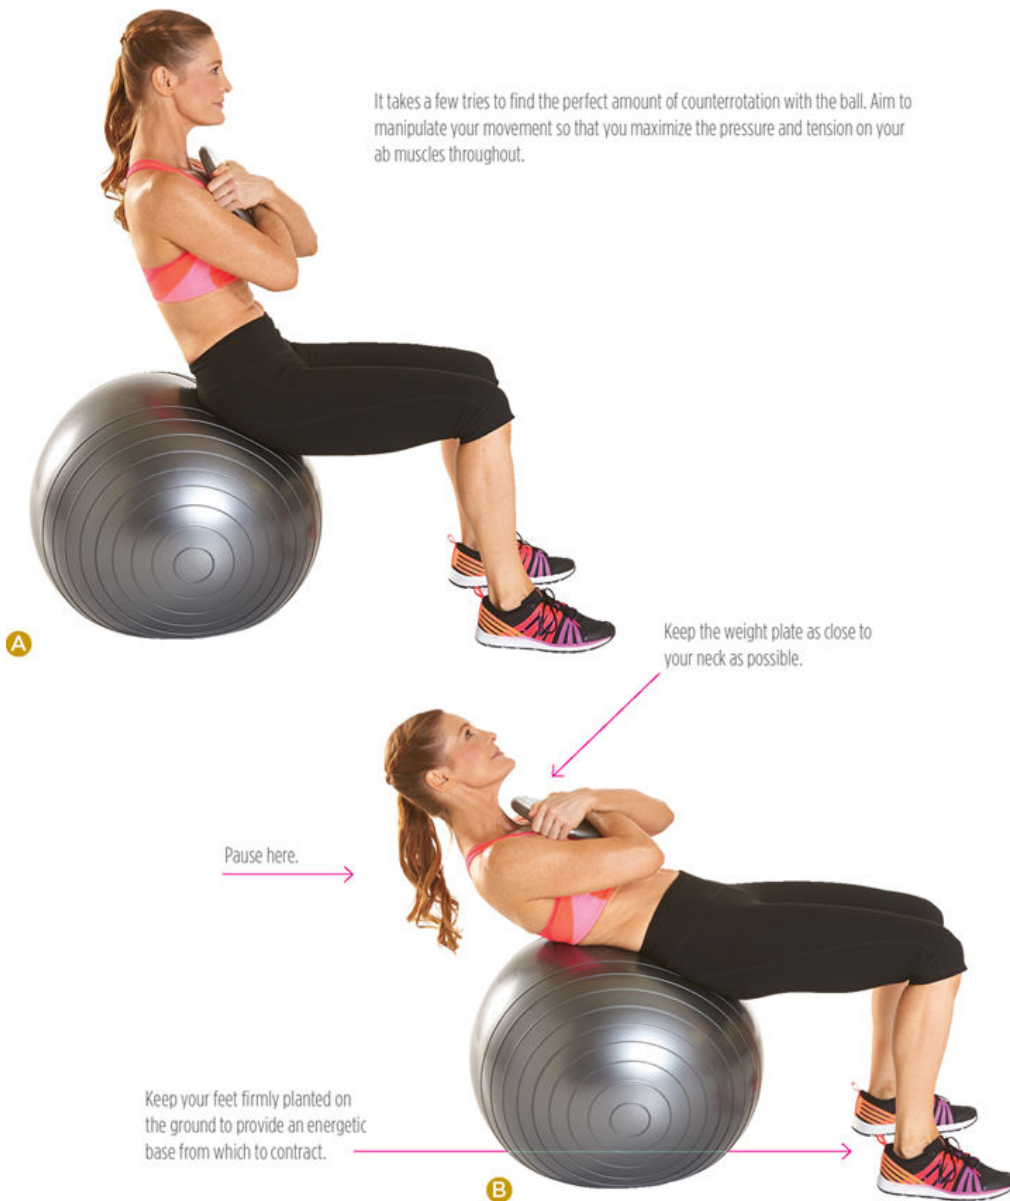 It takes a few tries to find the perfect amount of counterrotation with the ball. Aim to
manipulate your movement so that you maximize the pressure and tension on your
ab muscles throughout.
A
Keep the weight plate as close to
your neck as possible.
Pause here.
Keep your feet firmly planted on
the ground to provide an energetic
base from which to contract.
B